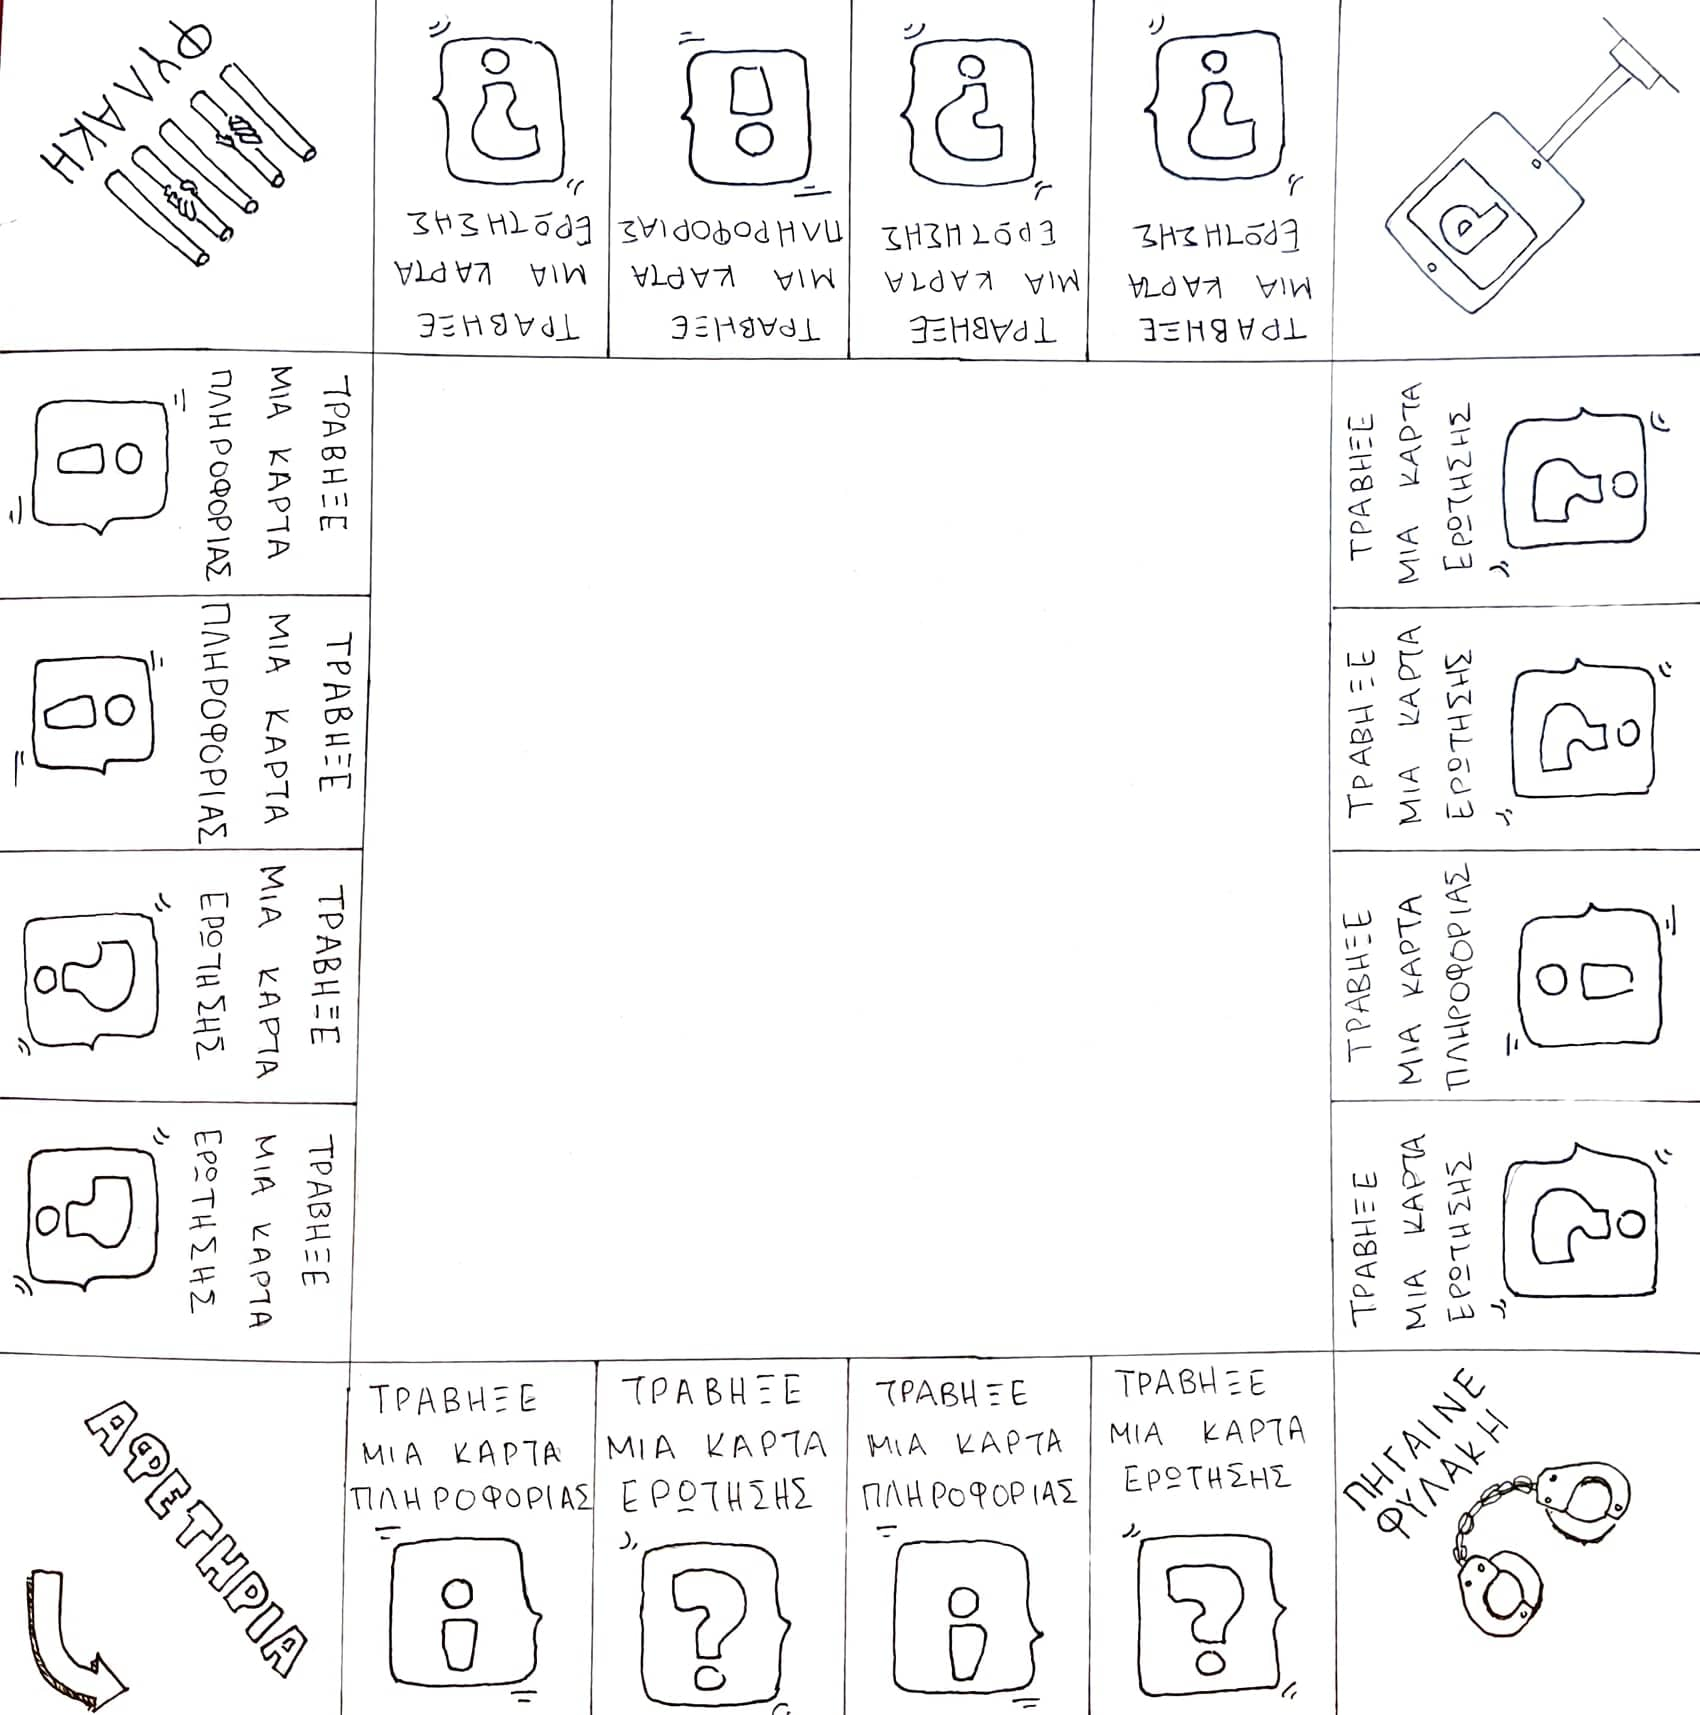 ΦΥΛΑΚΗ
ΤΡΑΒΗΞΕ
ΜΙΑ ΚΑΡΤΑ
ΕΡΩΤΗΣΗΣ
ΤΡΑΒΗΞΕ
ΜΙΑ ΚΑΡΤΑ
ΠΛΗΡΟΦΟΡΙΑΣ
ΤΡΑΒΗΞΕ
ΜΙΑ ΚΑΡΤΑ
ΕΡΩΤΗΣΗΣ
ΤΡΑΒΗΞΕ
ΜΙΑ ΚΑΡΤΑ
ΕΡΩΤΗΣΗΣ
P
ΤΡΑΒΗΞΕ
ΜΙΑ ΚΑΡΤΑ
ΠΛΗΡΟΦΟΡΙΑΣ
ΤΡΑΒΗΞΕ
ΜΙΑ ΚΑΡΤΑ
ΕΡΩΤΗΣΗΣ
ΤΡΑΒΗΞΕ
ΜΙΑ ΚΑΡΤΑ
ΠΛΗΡΟΦΟΡΙΑΣ
ΤΡΑΒΗΞΕ
ΜΙΑ ΚΑΡΤΑ
ΕΡΩΤΗΣΗΣ
ΤΡΑΒΗΞΕ
ΜΙΑ ΚΑΡΤΑ
ΕΡΩΤΗΣΗΣ
ΤΡΑΒΗΞΕ
ΜΙΑ ΚΑΡΤΑ
ΠΛΗΡΟΦΟΡΙΑΣ
ΤΡΑΒΗΞΕ
ΜΙΑ ΚΑΡΤΑ
ΕΡΩΤΗΣΗΣ
ΤΡΑΒΗΞΕ
ΜΙΑ ΚΑΡΤΑ
ΕΡΩΤΗΣΗΣ
ΑΦΕΤΗΡΙΑ
ΤΡΑΒΗΞΕ
ΜΙΑ ΚΑΡΤΑ
ΠΛΗΡΟΦΟΡΙΑΣ
ΤΡΑΒΗΞΕ
ΜΙΑ ΚΑΡΤΑ
ΕΡΩΤΗΣΗΣ
ΤΡΑΒΗΞΕ
ΜΙΑ ΚΑΡΤΑ
ΠΛΗΡΟΦΟΡΙΑΣ
ΤΡΑΒΗΞΕ
ΜΙΑ ΚΑΡΤΑ
ΕΡΩΤΗΣΗΣ
ΠΗΓΑΙΝΕ
ΦΥΛΑΚΗ